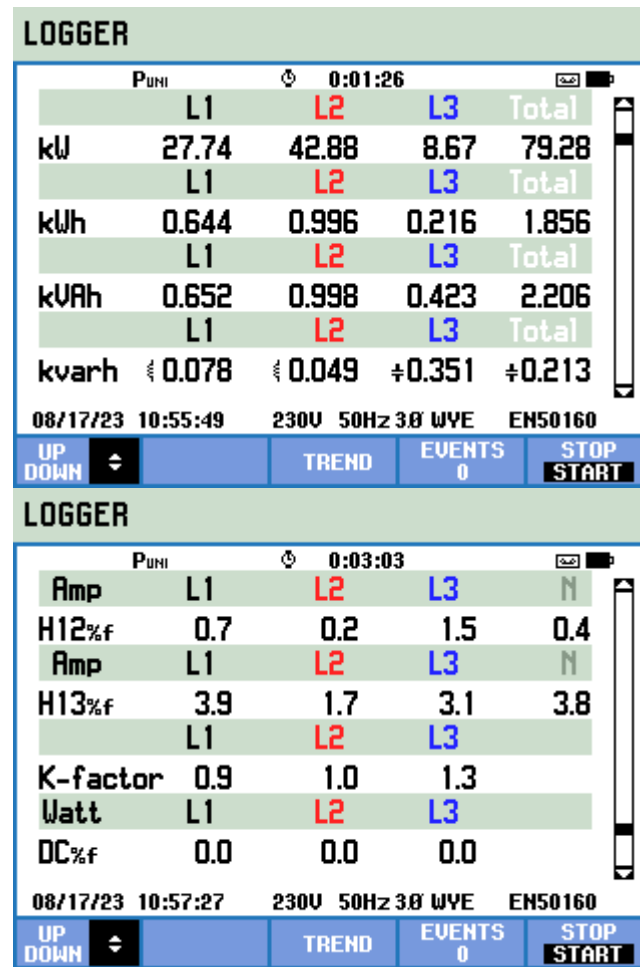 LOGGER
PUNI 0:01:26
L1 L2 L3 Total
kW 27.74 42.88 8.67 79.28
L1 L2 L3 Total
kWh 0.644 0.996 0.216 1.856
L1 L2 L3 Total
kVAh 0.652 0.998 0.423 2.206
L1 L2 L3 Total
kvarh 0.078 0.049 0.351 0.213
08/17/23 10:55:49 230V 50Hz 3Ø WYE EN50160
UP DOWN TREND EVENTS 0 STOP START
LOGGER
PUNI 0:03:03
Amp L1 L2 L3 N
H12%f 0.7 0.2 1.5 0.4
Amp L1 L2 L3 N
H13%f 3.9 1.7 3.1 3.8
L1 L2 L3
K-factor 0.9 1.0 1.3
Watt L1 L2 L3
DC%f 0.0 0.0 0.0
08/17/23 10:57:27 230V 50Hz 3Ø WYE EN50160
UP DOWN TREND EVENTS 0 STOP START